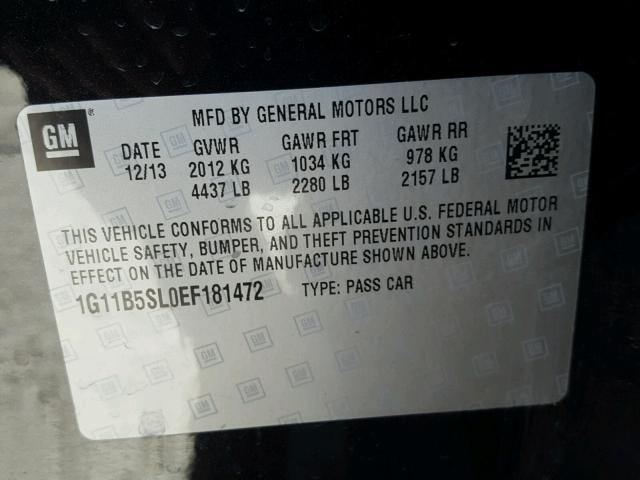 GM
MFD BY GENERAL MOTORS LLC
DATE GVWR GAWR FRT GAWR RR
12/13 2012 KG 1034 KG 978 KG
4437 LB 2280 LB 2157 LB
THIS VEHICLE CONFORMS TO ALL APPLICABLE U.S. FEDERAL MOTOR
VEHICLE SAFETY, BUMPER, AND THEFT PREVENTION STANDARDS IN
EFFECT ON THE DATE OF MANUFACTURE SHOWN ABOVE.
1G11B5SL0EF181472 TYPE: PASS CAR